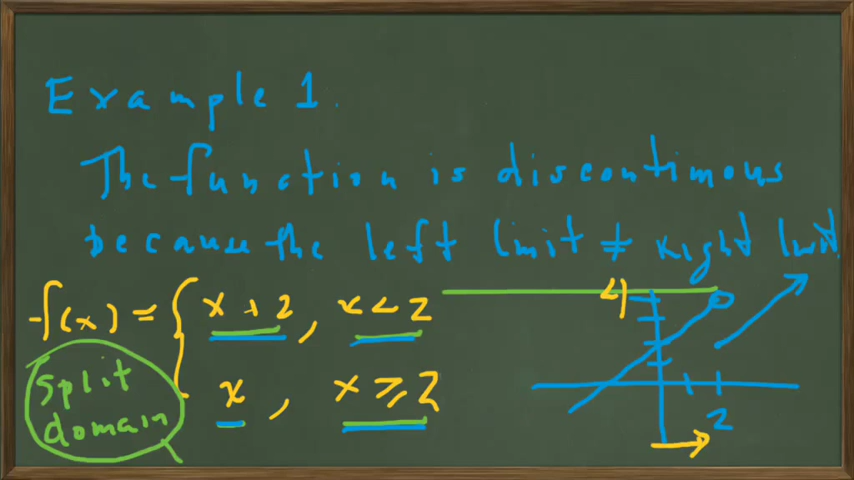 Example 1.
The function is discontinuous
because the left limit ≠ right limit
f(x) = { x + 2, x < 2
x, x ≥ 2
split
domain
4
2